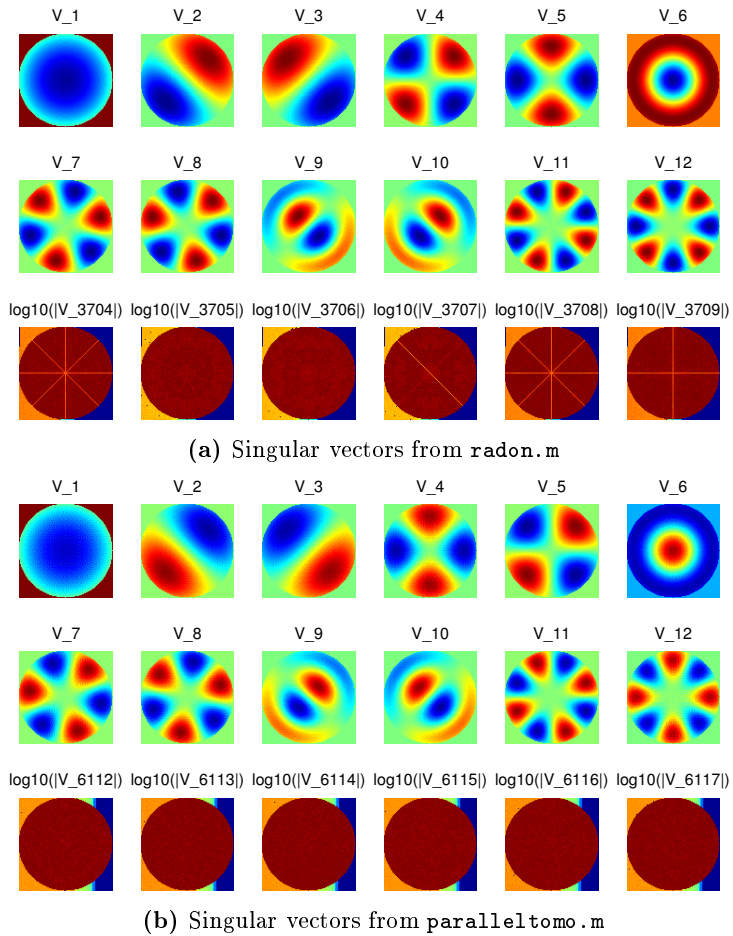 V_1 V_2 V_3 V_4 V_5 V_6
V_7 V_8 V_9 V_10 V_11 V_12
log10(|V_3704|) log10(|V_3705|) log10(|V_3706|) log10(|V_3707|) log10(|V_3708|) log10(|V_3709|)
(a) Singular vectors from radon.m
V_1 V_2 V_3 V_4 V_5 V_6
V_7 V_8 V_9 V_10 V_11 V_12
log10(|V_6112|) log10(|V_6113|) log10(|V_6114|) log10(|V_6115|) log10(|V_6116|) log10(|V_6117|)
(b) Singular vectors from paralleltomo.m